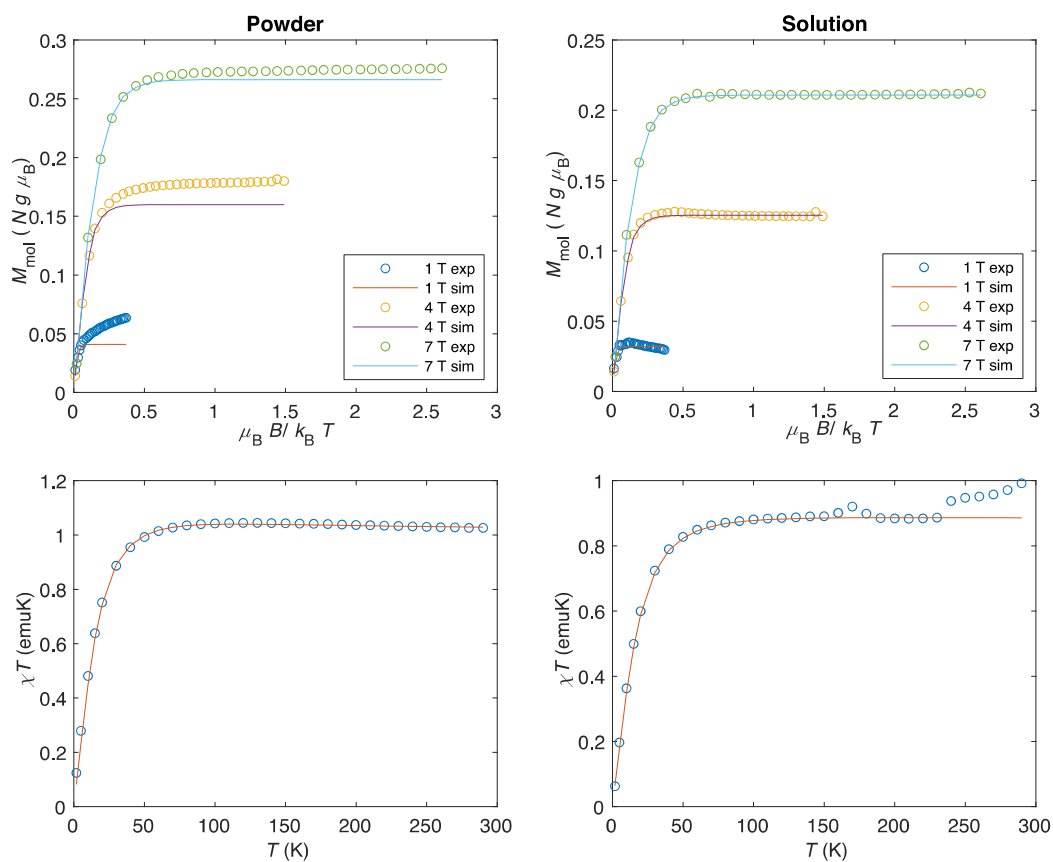 Powder
0.3
0.25
0.2
0.15
0.1
0.05
0
M_mol ( N g μ_B)
0 0.5 1 1.5 2 2.5 3
μ_B B/ k_B T
1 T exp
1 T sim
4 T exp
4 T sim
7 T exp
7 T sim
Solution
0.25
0.2
0.15
0.1
0.05
0
M_mol ( N g μ_B)
0 0.5 1 1.5 2 2.5 3
μ_B B/ k_B T
1 T exp
1 T sim
4 T exp
4 T sim
7 T exp
7 T sim
1.2
1
0.8
0.6
0.4
0.2
0
χT (emuK)
0 50 100 150 200 250 300
T (K)
1
0.8
0.6
0.4
0.2
0
χT (emuK)
0 50 100 150 200 250 300
T (K)